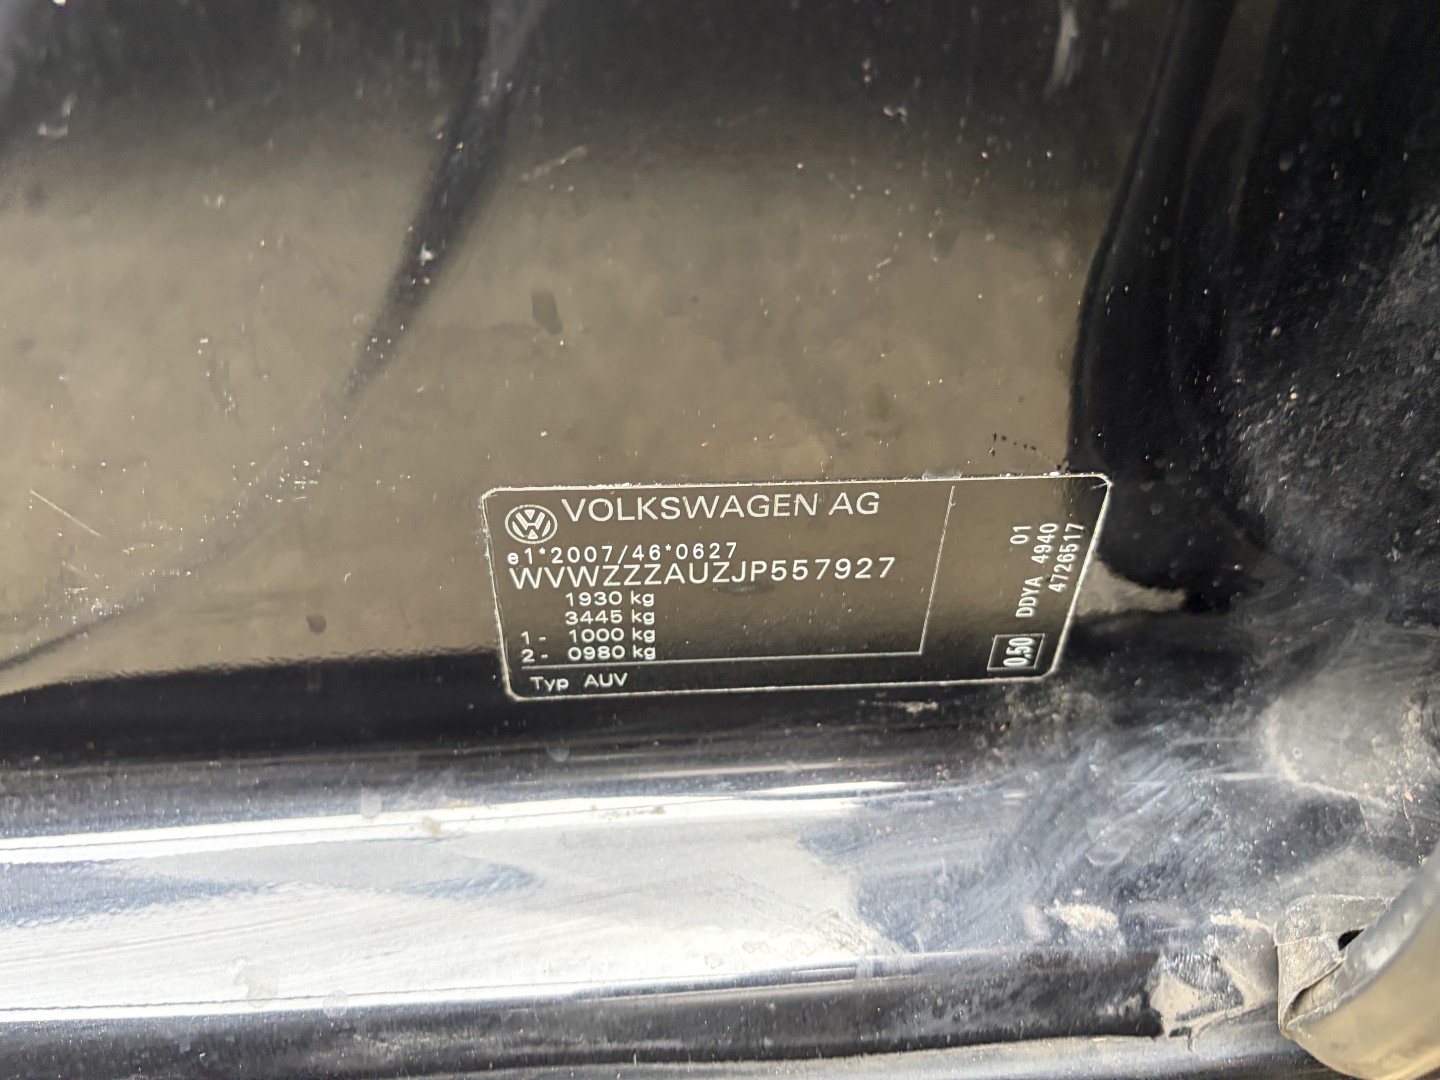 VOLKSWAGEN AG
e1*2007/46*0627
WVWZZZAUZJP557927
1930 kg
3445 kg
1 - 1000 kg
2 - 0980 kg
Typ AUV
01
DDYA 4940
4726517
0,50